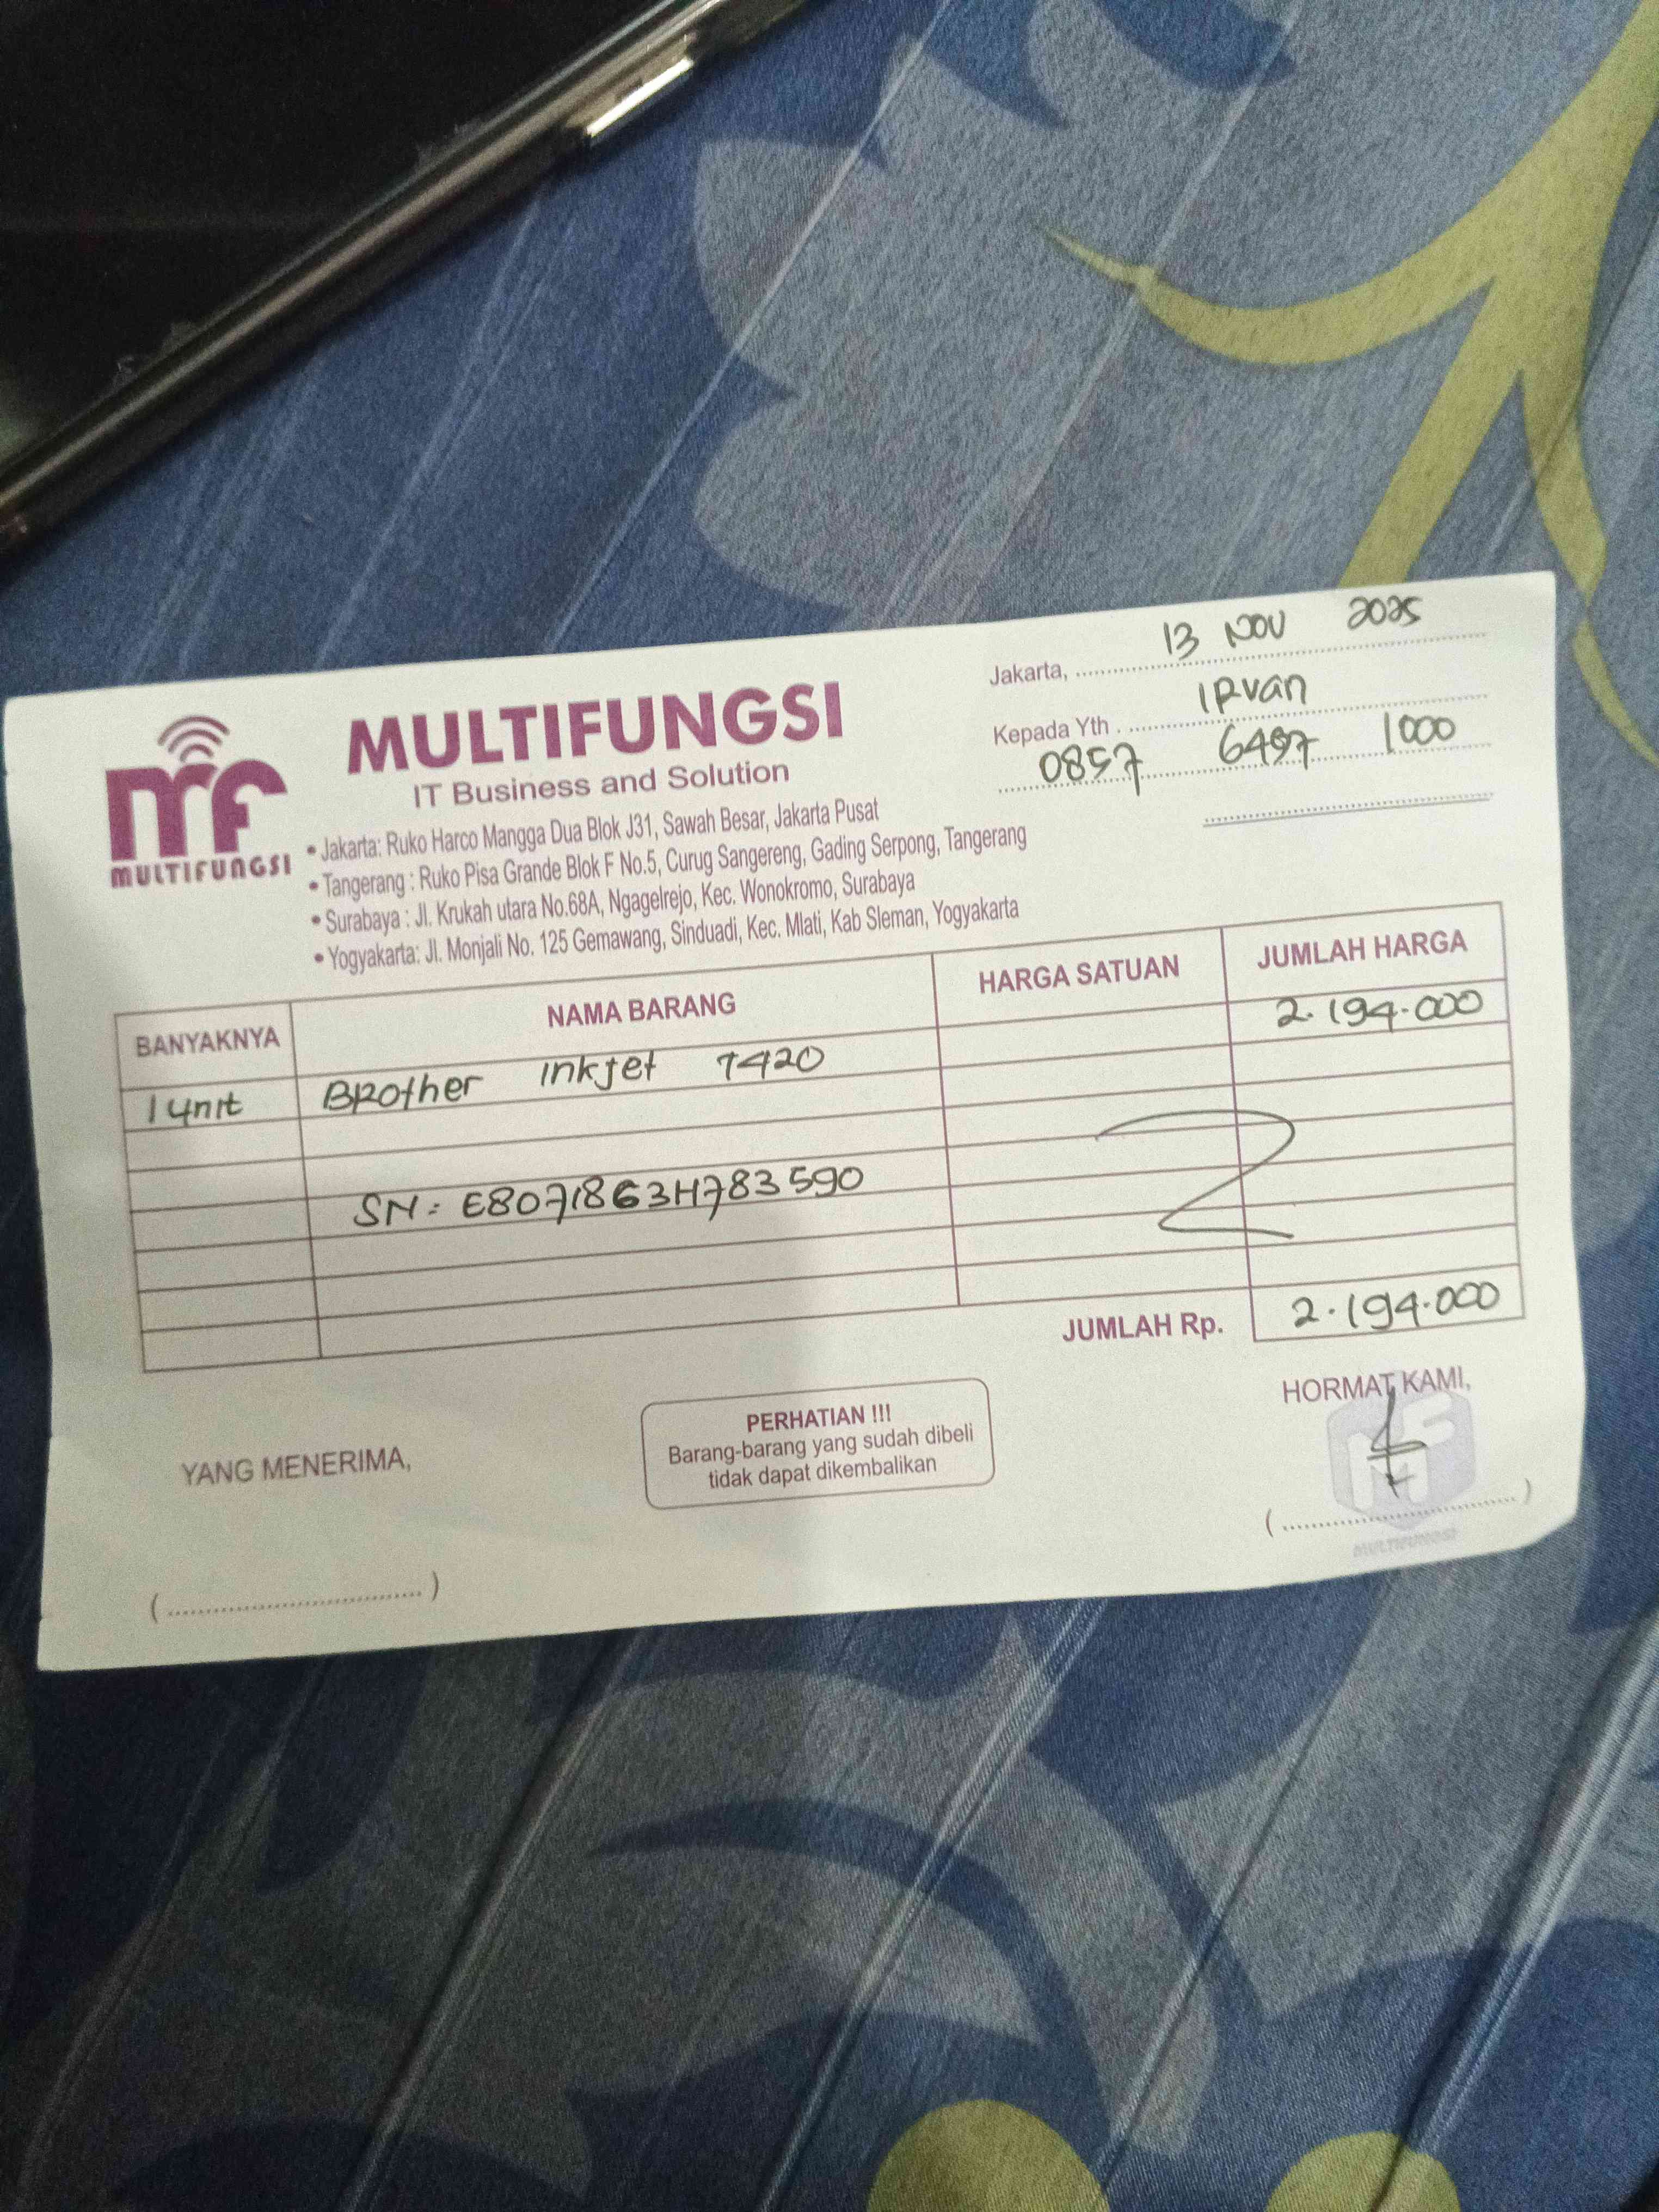 Jakarta, 13 NOV 2025
Kepada Yth. Irvan
0857 6497 1000
mf
MULTIFUNGSI
MULTIFUNGSI
IT Business and Solution
• Jakarta: Ruko Harco Mangga Dua Blok J31, Sawah Besar, Jakarta Pusat
• Tangerang : Ruko Pisa Grande Blok F No.5, Curug Sangereng, Gading Serpong, Tangerang
• Surabaya : Jl. Krukah utara No.68A, Ngagelrejo, Kec. Wonokromo, Surabaya
• Yogyakarta: Jl. Monjali No. 125 Gemawang, Sinduadi, Kec. Mlati, Kab Sleman, Yogyakarta
BANYAKNYA NAMA BARANG HARGA SATUAN JUMLAH HARGA
1 unit Brother inkjet T420 2.194.000
SN: E80718G3H783590
JUMLAH Rp. 2.194.000
YANG MENERIMA,
PERHATIAN !!!
Barang-barang yang sudah dibeli
tidak dapat dikembalikan
HORMAT KAMI,
MF
MULTIFUNGSI